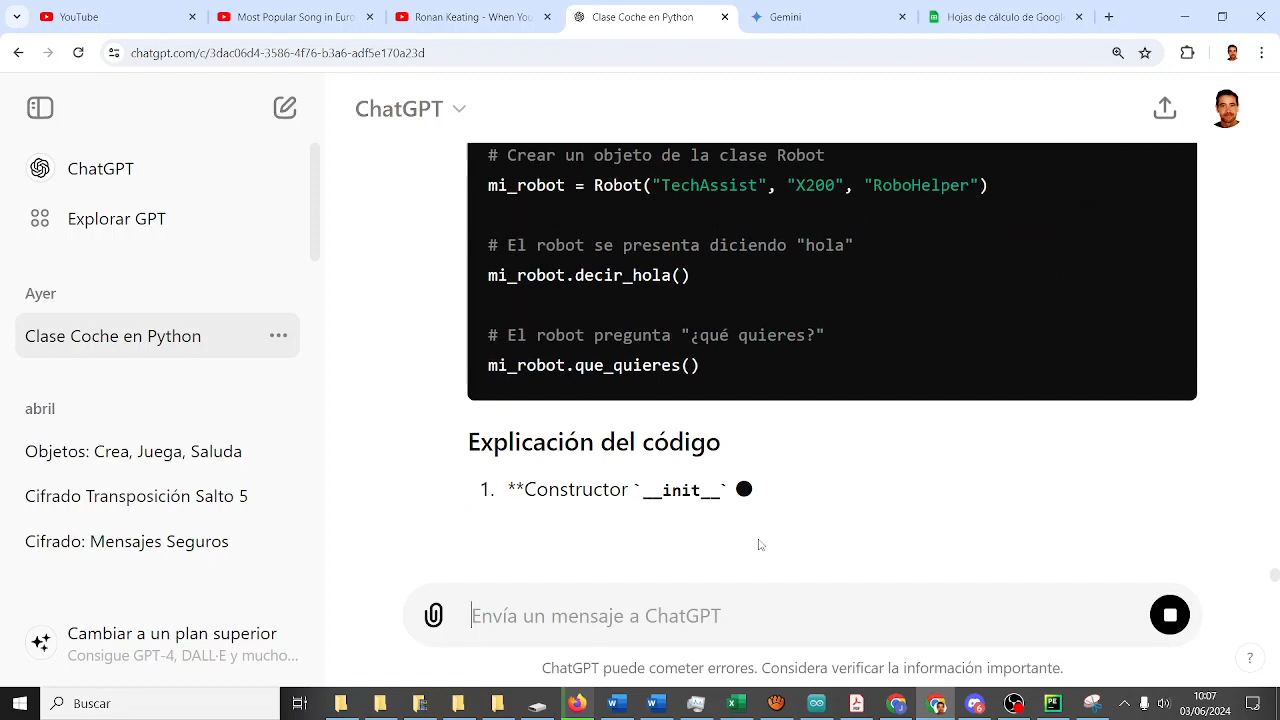 YouTube
Most Popular Song in Euro
Ronan Keating - When You
Clase Coche en Python
Gemini
Hojas de cálculo de Google
chatgpt.com/c/3dac06d4-3586-4f76-b3a6-adf5e170a23d
ChatGPT
ChatGPT
Explorar GPT
Ayer
Clase Coche en Python
abril
Objetos: Crea, Juega, Saluda
Cifrado Transposición Salto 5
Cifrado: Mensajes Seguros
Cambiar a un plan superior
Consigue GPT-4, DALL·E y mucho...
# Crear un objeto de la clase Robot
mi_robot = Robot("TechAssist", "X200", "RoboHelper")
# El robot se presenta diciendo "hola"
mi_robot.decir_hola()
# El robot pregunta "¿qué quieres?"
mi_robot.que_quieres()
Explicación del código
1. **Constructor `__init__`
Envía un mensaje a ChatGPT
ChatGPT puede cometer errores. Considera verificar la información importante.
?
Buscar
10:07
03/06/2024